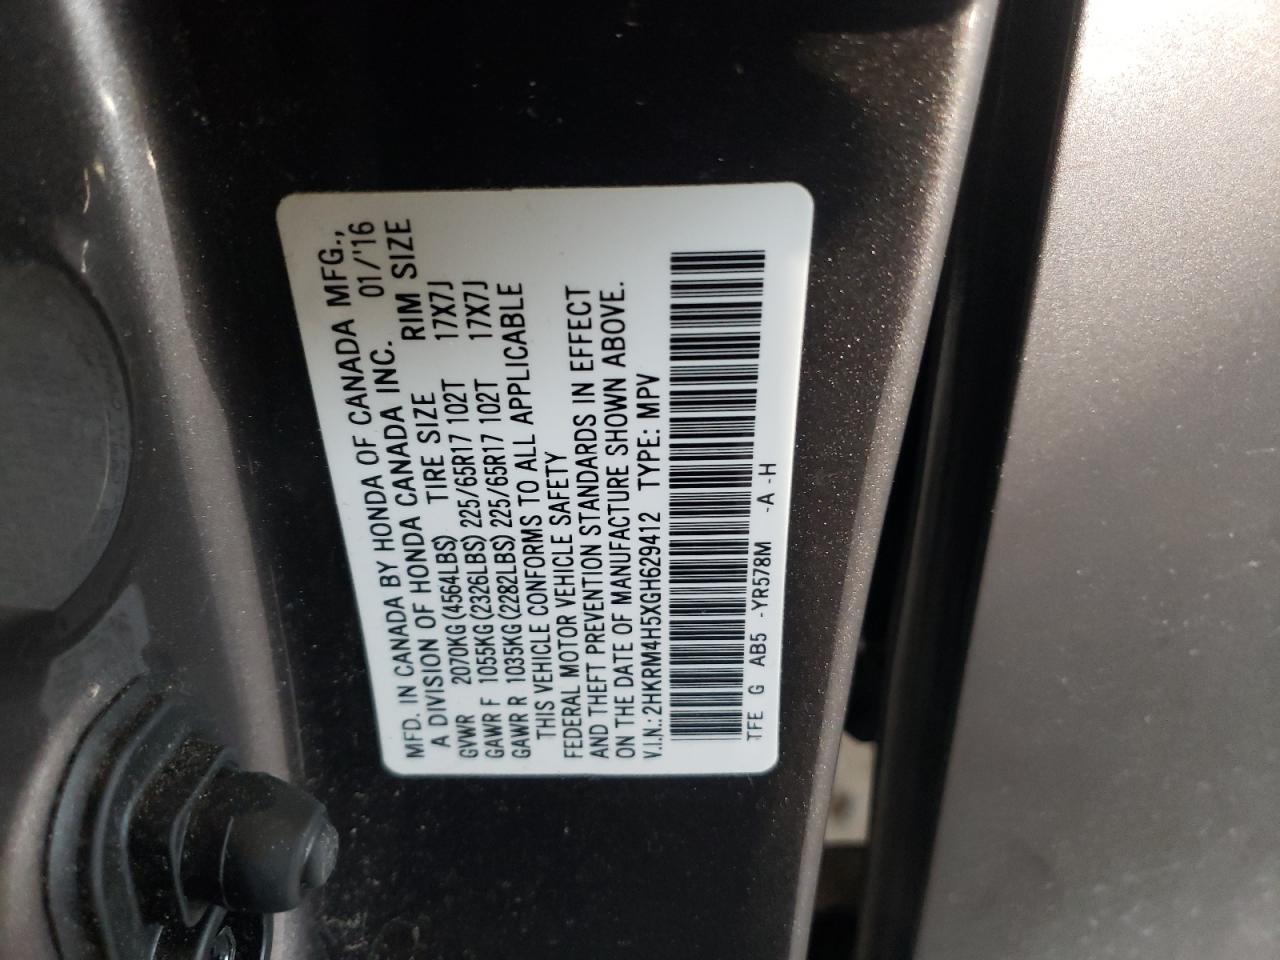 MFD. IN CANADA BY HONDA OF CANADA MFG.,
A DIVISION OF HONDA CANADA INC. 01/'16
GVWR 2070KG(4564LBS) TIRE SIZE RIM SIZE
GAWR F 1055KG(2326LBS) 225/65R17 102T 17X7J
GAWR R 1035KG(2282LBS) 225/65R17 102T 17X7J
THIS VEHICLE CONFORMS TO ALL APPLICABLE
FEDERAL MOTOR VEHICLE SAFETY
AND THEFT PREVENTION STANDARDS IN EFFECT
ON THE DATE OF MANUFACTURE SHOWN ABOVE.
V.I.N.: 2HKRM4H5XGH629412 TYPE: MPV
TFE G AB5 -YR578M -A -H